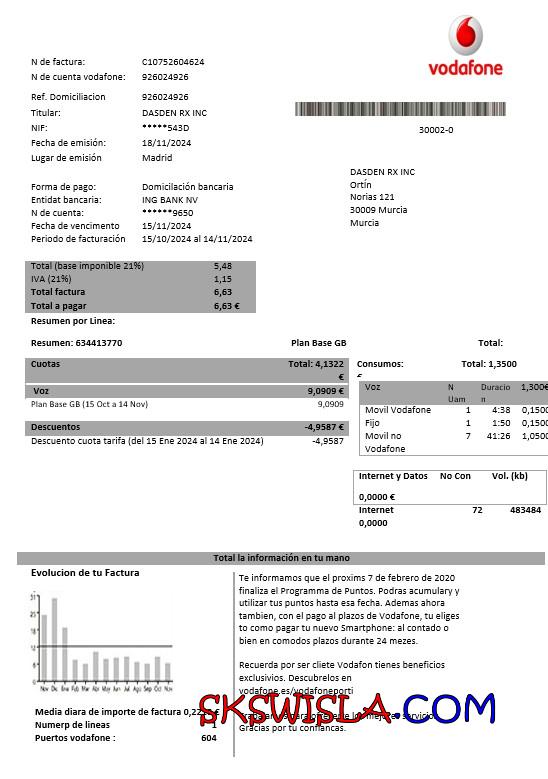 vodafone
N de factura: C10752604624
N de cuenta vodafone: 926024926
Ref. Domiciliacion 926024926
Titular: DASDEN RX INC
NIF: *****543D
Fecha de emisión: 18/11/2024
Lugar de emisión Madrid
30002-0
Forma de pago: Domicilación bancaria
Entidat bancaria: ING BANK NV
N de cuenta: ******9650
Fecha de vencimento 15/11/2024
Periodo de facturación 15/10/2024 al 14/11/2024
DASDEN RX INC
Ortín
Norias 121
30009 Murcia
Murcia
Total (base imponible 21%) 5,48
IVA (21%) 1,15
Total factura 6,63
Total a pagar 6,63 €
Resumen por Linea:
Resumen: 634413770 Plan Base GB Total:
Cuotas Total: 4,1322
€
Voz 9,0909 €
Plan Base GB (15 Oct a 14 Nov) 9,0909
Descuentos -4,9587 €
Descuento cuota tarifa (del 15 Ene 2024 al 14 Ene 2024) -4,9587
Consumos: Total: 1,3500
€
Voz N Duracio 1,300€
Uam n
Movil Vodafone 1 4:38 0,1500
Fijo 1 1:50 0,1500
Movil no 7 41:26 1,0500
Vodafone
Internet y Datos No Con Vol. (kb)
0,0000 €
Internet 72 483484
0,0000
Total la información en tu mano
Evolucion de tu Factura
Nov Dic Ene Feb Mar Abr May Jun Jul Ago Sep Oct Nov
Media diara de importe de factura 0,22
Numerp de lineas 1
Puertos vodafone : 604
Te informamos que el proxims 7 de febrero de 2020
finaliza el Programa de Puntos. Podras acumulary y
utilizar tus puntos hasta esa fecha. Ademas ahora
tambien, con el pago al plazos de Vodafone, tu eliges
to como pagar tu nuevo Smartphone: al contado o
bien en comodos plazos durante 24 mezes.
Recuerda por ser cliete Vodafon tienes beneficios
exclusivos. Descubrelos en
vodafone.es/vodafoneporti
SKSWISLA.COM
Gracias por tu confiancas.